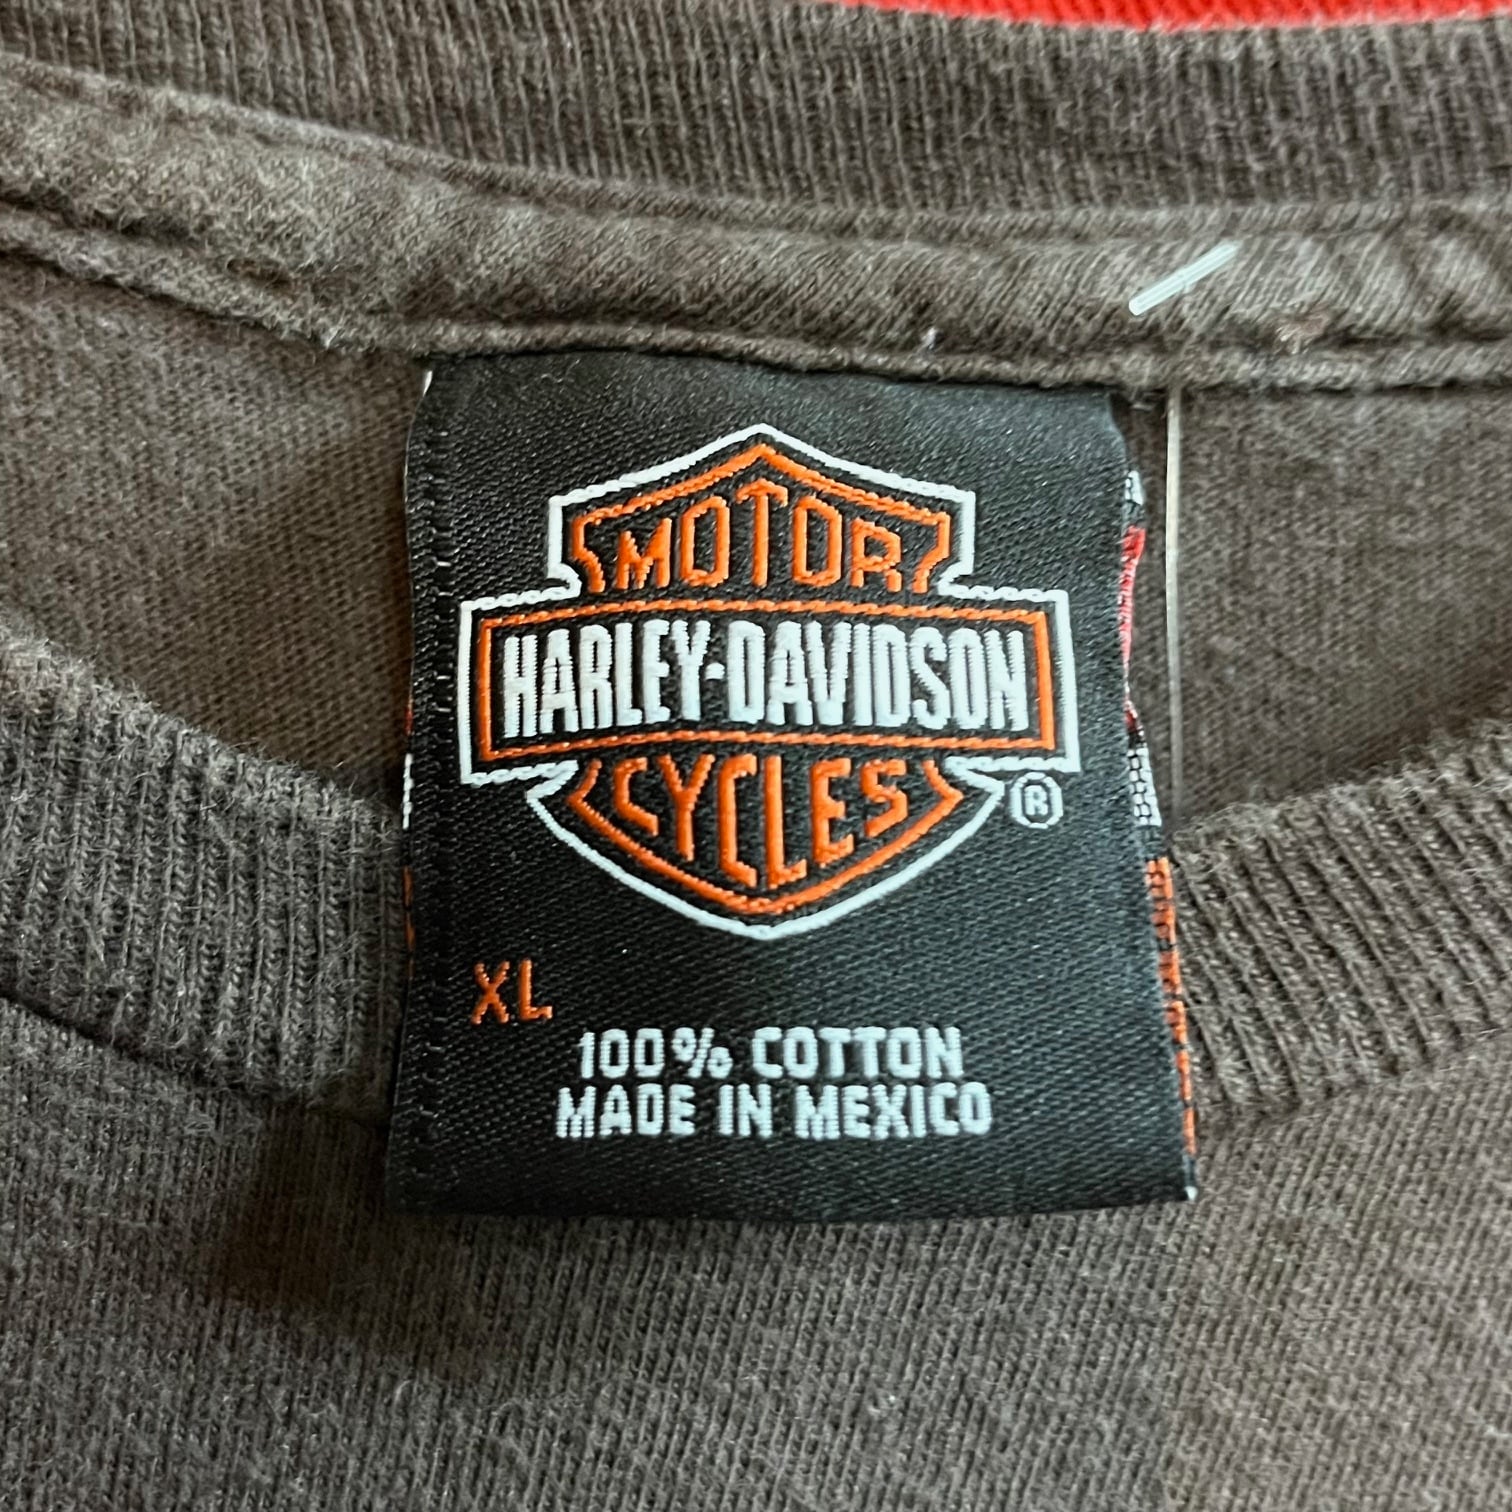 MOTOR
HARLEY-DAVIDSON
CYCLES
®
XL
100% COTTON
MADE IN MEXICO